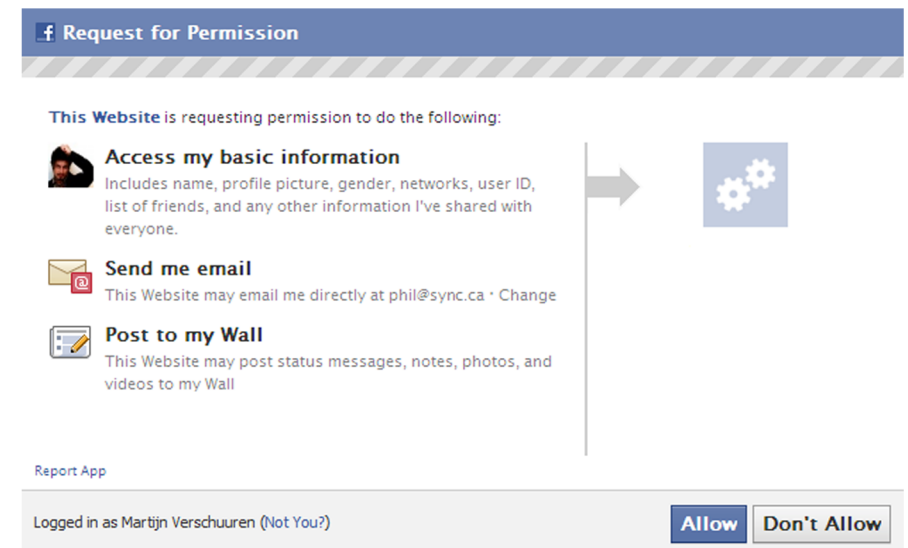 Request for Permission
This Website is requesting permission to do the following:
Access my basic information
Includes name, profile picture, gender, networks, user ID,
list of friends, and any other information I've shared with
everyone.
Send me email
This Website may email me directly at phil@sync.ca · Change
Post to my Wall
This Website may post status messages, notes, photos, and
videos to my Wall
Report App
Logged in as Martijn Verschuuren (Not You?)
Allow
Don't Allow